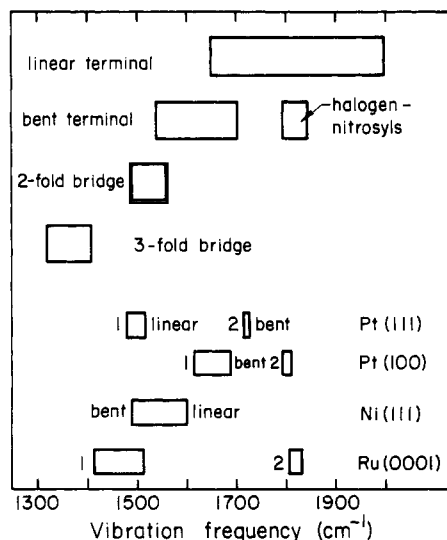 linear terminal
bent terminal
halogen-
nitrosyls
2-fold bridge
3-fold bridge
1 linear 2 bent Pt(111)
1 bent 2 Pt(100)
bent linear Ni(111)
1 2 Ru(0001)
1300 1500 1700 1900
Vibration frequency (cm⁻¹)